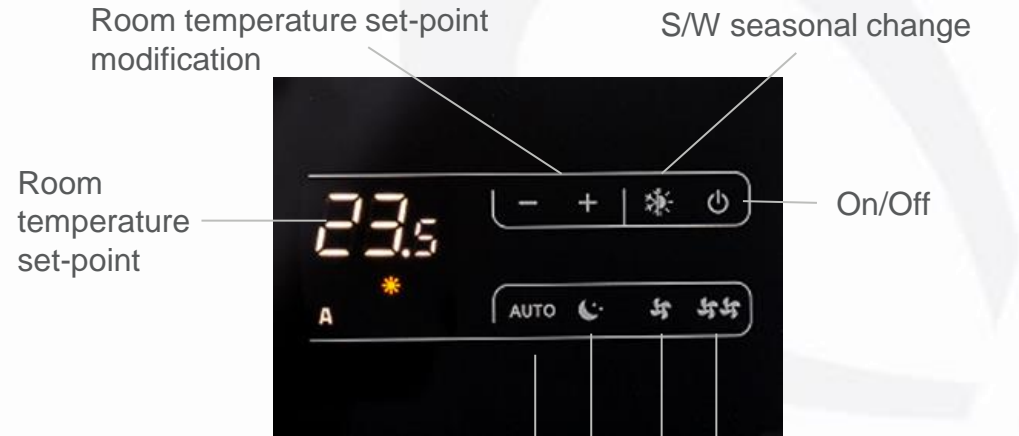 Room temperature set-point
modification
S/W seasonal change
Room
temperature
set-point
On/Off
23.5
- +
A
AUTO